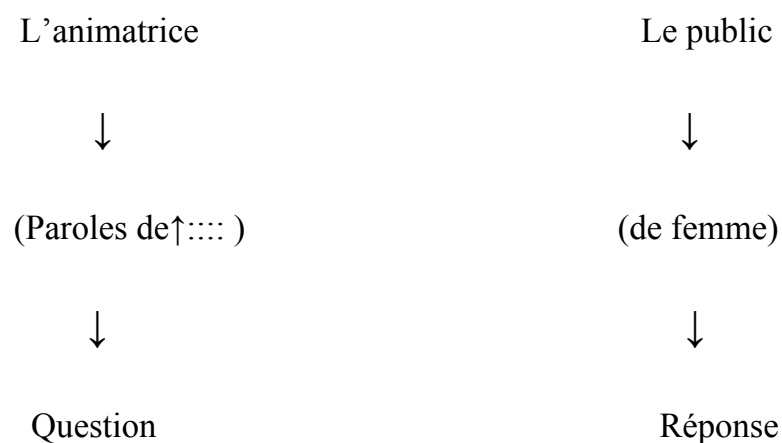 L’animatrice Le public
↓ ↓
(Paroles de↑:::: ) (de femme)
↓ ↓
Question Réponse